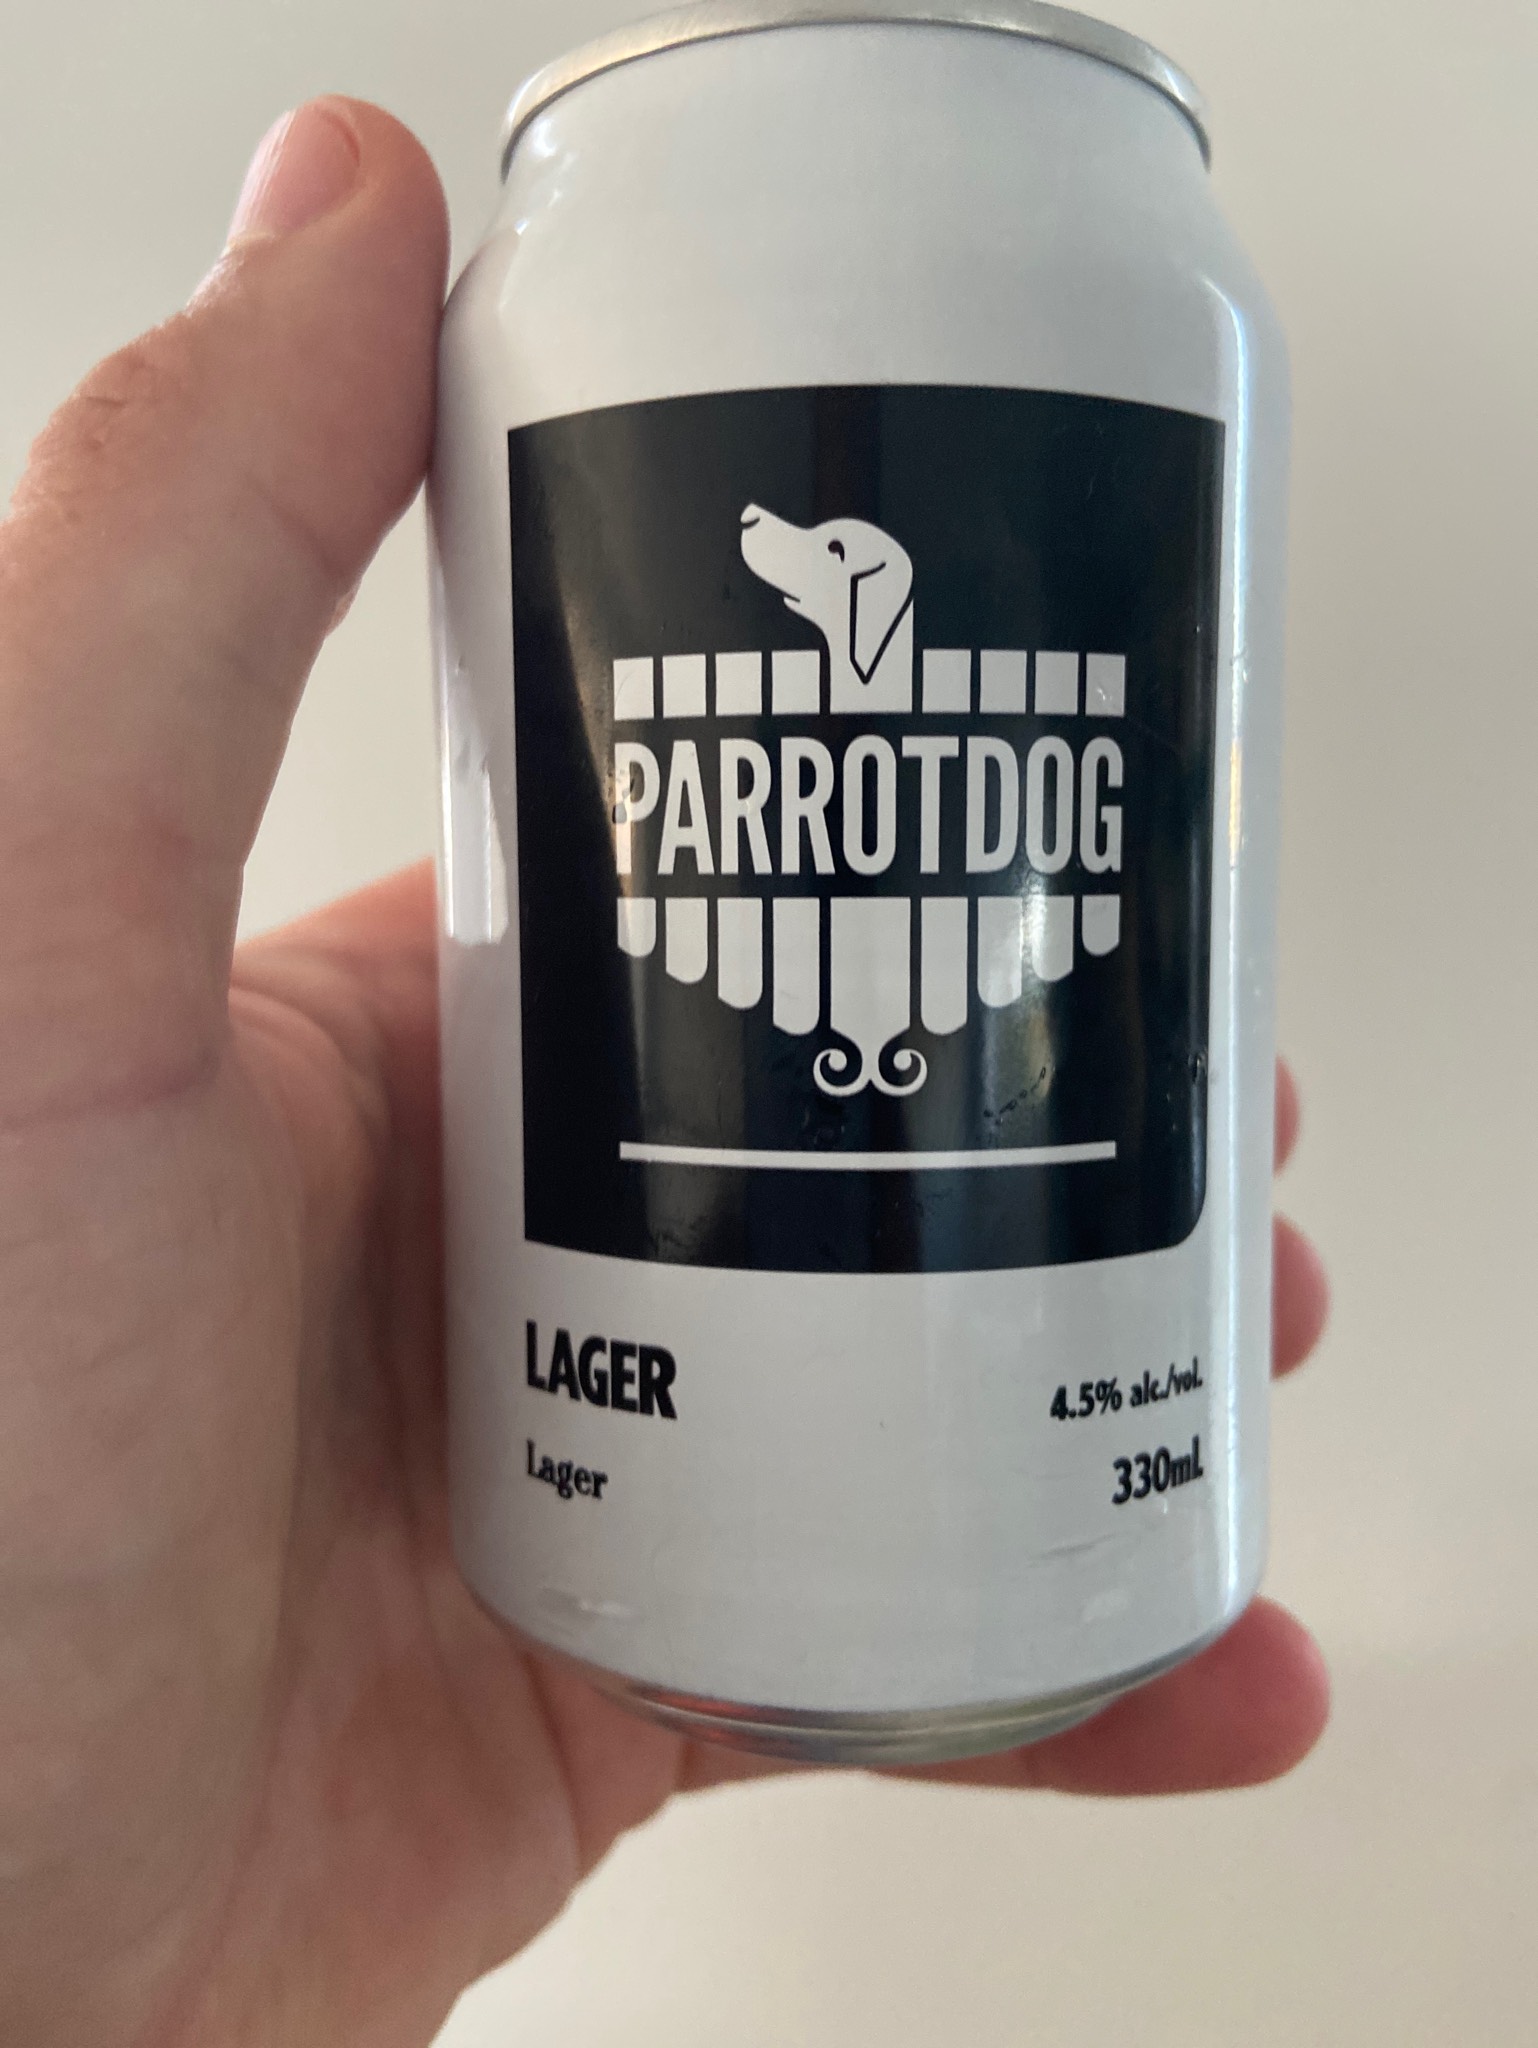 PARROTDOG
LAGER
4.5% alc./vol.
Lager
330mL